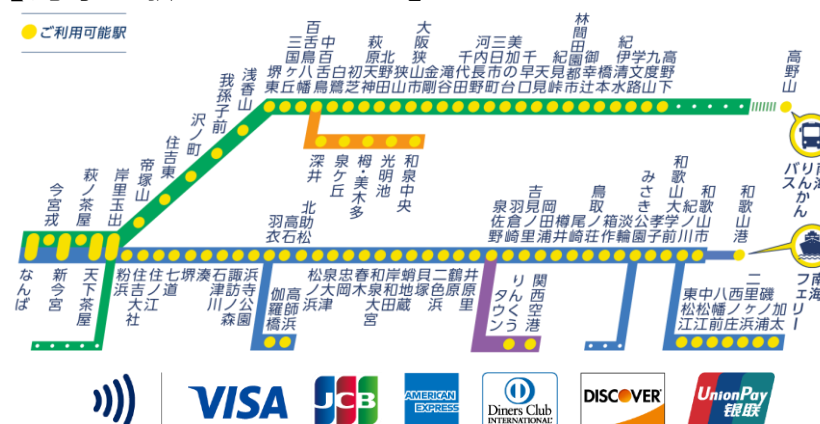 ご利用可能駅
なんば
今宮戎
新今宮
萩ノ茶屋
天下茶屋
岸里玉出
帝塚山
住吉東
沢ノ町
我孫子前
浅香山
堺東
三国ヶ丘
百舌鳥八幡
中百舌鳥
白鷺
初芝
萩原天神
北野田
狭山
大阪狭山市
金剛
滝谷
千代田
河内長野
三日市町
美加の台
千早口
天見
紀見峠
林間田園都市
御幸辻
橋本
紀伊清水
学文路
九度山
高野下
高野山
南海りんかんバス
深井
泉ケ丘
栂・美木多
光明池
和泉中央
粉浜
住吉大社
住ノ江
七道
堺
湊
石津川
諏訪ノ森
浜寺公園
羽衣
伽羅橋
高師浜
高石
北助松
松ノ浜
泉大津
忠岡
春木
和泉大宮
岸和田
蛸地蔵
貝塚
二色浜
鶴原
井原里
泉佐野
りんくうタウン
関西空港
羽倉崎
吉見ノ里
岡田浦
樽井
尾崎
鳥取ノ荘
箱作
淡輪
みさき公園
孝子
和歌山大学前
紀ノ川
和歌山市
和歌山港
南海フェリー
東松江
中松江
八幡前
西ノ庄
二里ヶ浜
磯ノ浦
加太
VISA
JCB
AMERICAN
EXPRESS
Diners Club
INTERNATIONAL
DISCOVER
UnionPay
银联